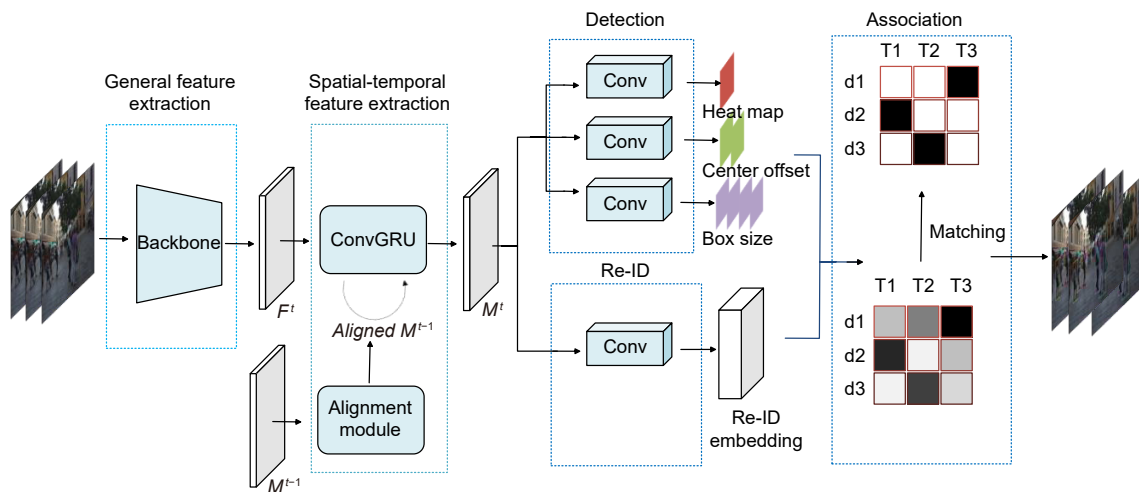 General feature
extraction
Backbone
F^t
Spatial-temporal
feature extraction
ConvGRU
Aligned M^{t−1}
Alignment
module
M^{t−1}
M^t
Detection
Conv
Heat map
Conv
Center offset
Conv
Box size
Re-ID
Conv
Re-ID
embedding
Association
T1 T2 T3
d1
d2
d3
Matching
T1 T2 T3
d1
d2
d3